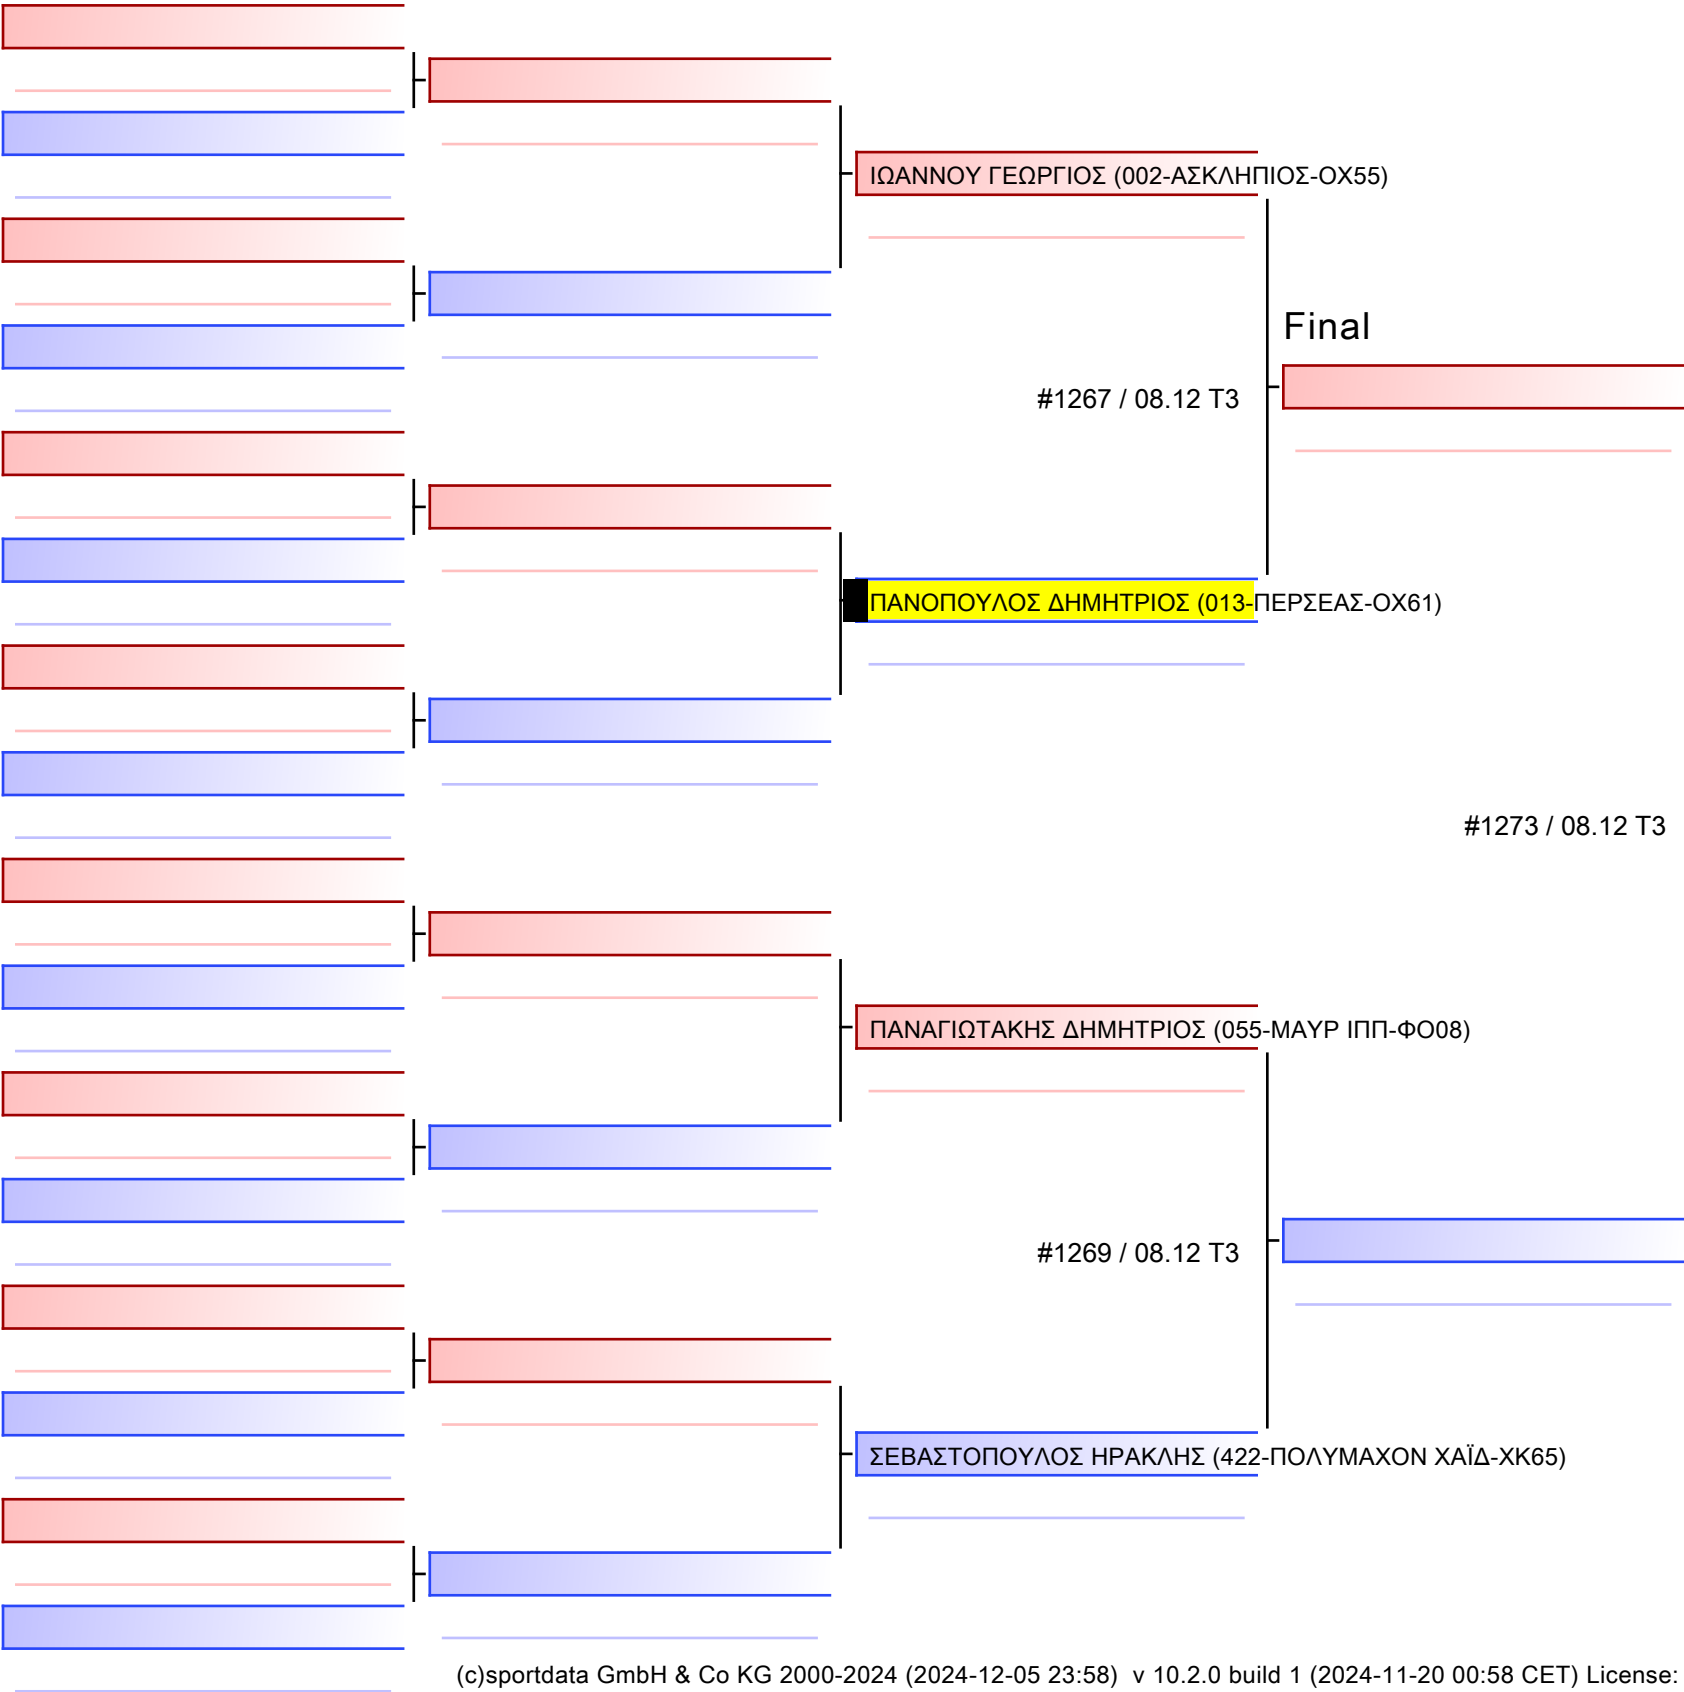 ΙΩΑΝΝΟΥ ΓΕΩΡΓΙΟΣ (002-ΑΣΚΛΗΠΙΟΣ-ΟΧ55)
Final
#1267 / 08.12 T3
ΠΑΝΟΠΟΥΛΟΣ ΔΗΜΗΤΡΙΟΣ (013-ΠΕΡΣΕΑΣ-ΟΧ61)
#1273 / 08.12 T3
ΠΑΝΑΓΙΩΤΑΚΗΣ ΔΗΜΗΤΡΙΟΣ (055-ΜΑΥΡ ΙΠΠ-ΦΟ08)
#1269 / 08.12 T3
ΣΕΒΑΣΤΟΠΟΥΛΟΣ ΗΡΑΚΛΗΣ (422-ΠΟΛΥΜΑΧΟΝ ΧΑΪΔ-ΧΚ65)
(c)sportdata GmbH & Co KG 2000-2024 (2024-12-05 23:58) v 10.2.0 build 1 (2024-11-20 00:58 CET) License: